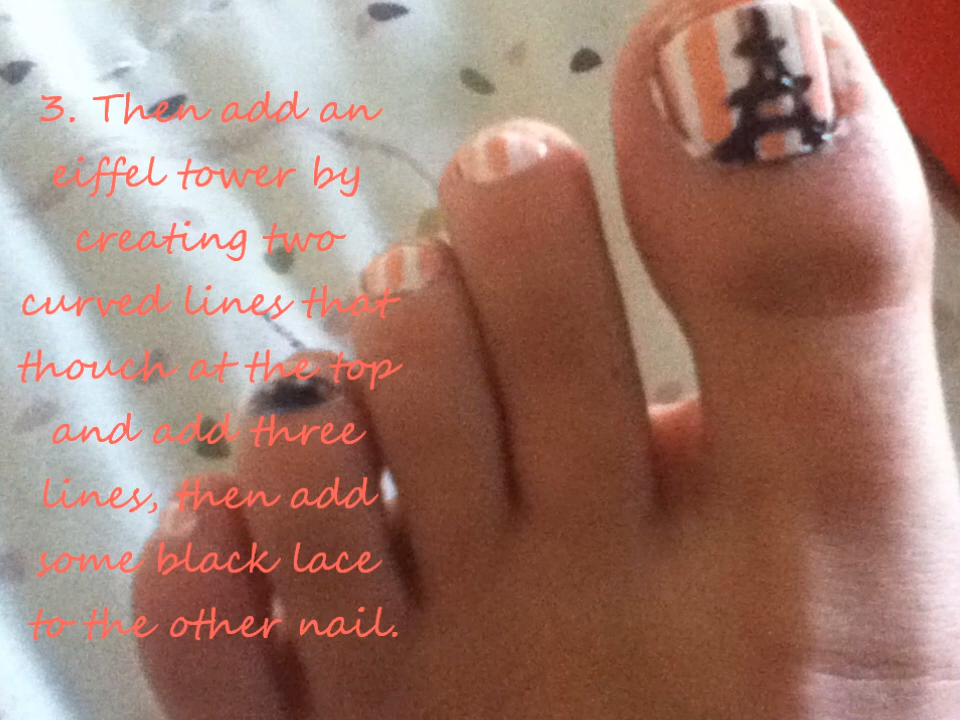 3. Then add an
eiffel tower by
creating two
curved lines that
thouch at the top
and add three
lines, then add
some black lace
to the other nail.